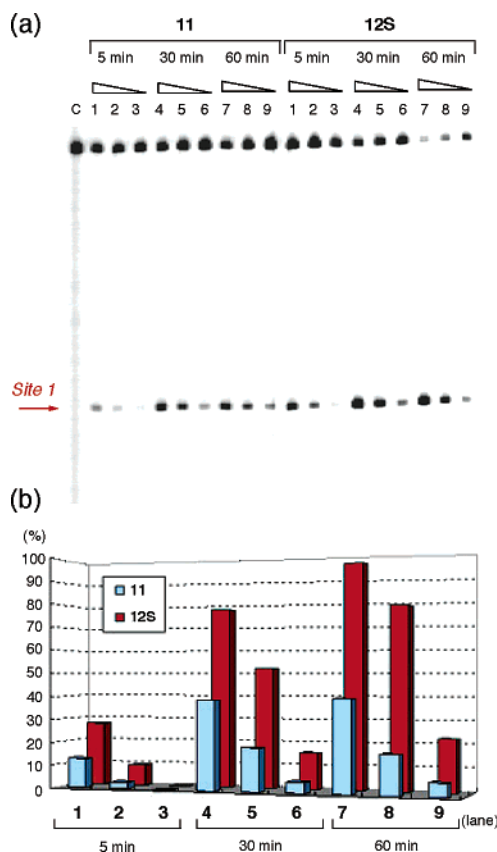 (a)
11 12S
5 min 30 min 60 min 5 min 30 min 60 min
C 1 2 3 4 5 6 7 8 9 1 2 3 4 5 6 7 8 9
Site 1
(b)
(%)
100
90
80
70
60
50
40
30
20
10
0
11
12S
1 2 3 4 5 6 7 8 9 (lane)
5 min 30 min 60 min